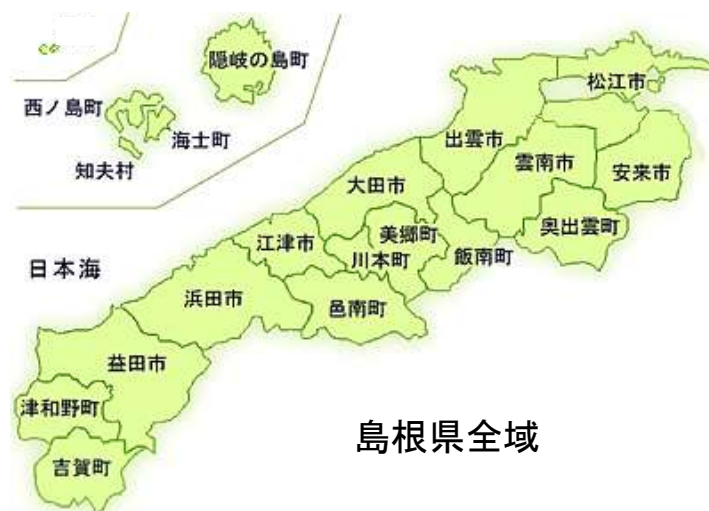 隠岐の島町
西ノ島町
海士町
知夫村
松江市
出雲市
雲南市
安来市
大田市
奥出雲町
美郷町
江津市
川本町
飯南町
日本海
浜田市
邑南町
益田市
津和野町
吉賀町
島根県全域